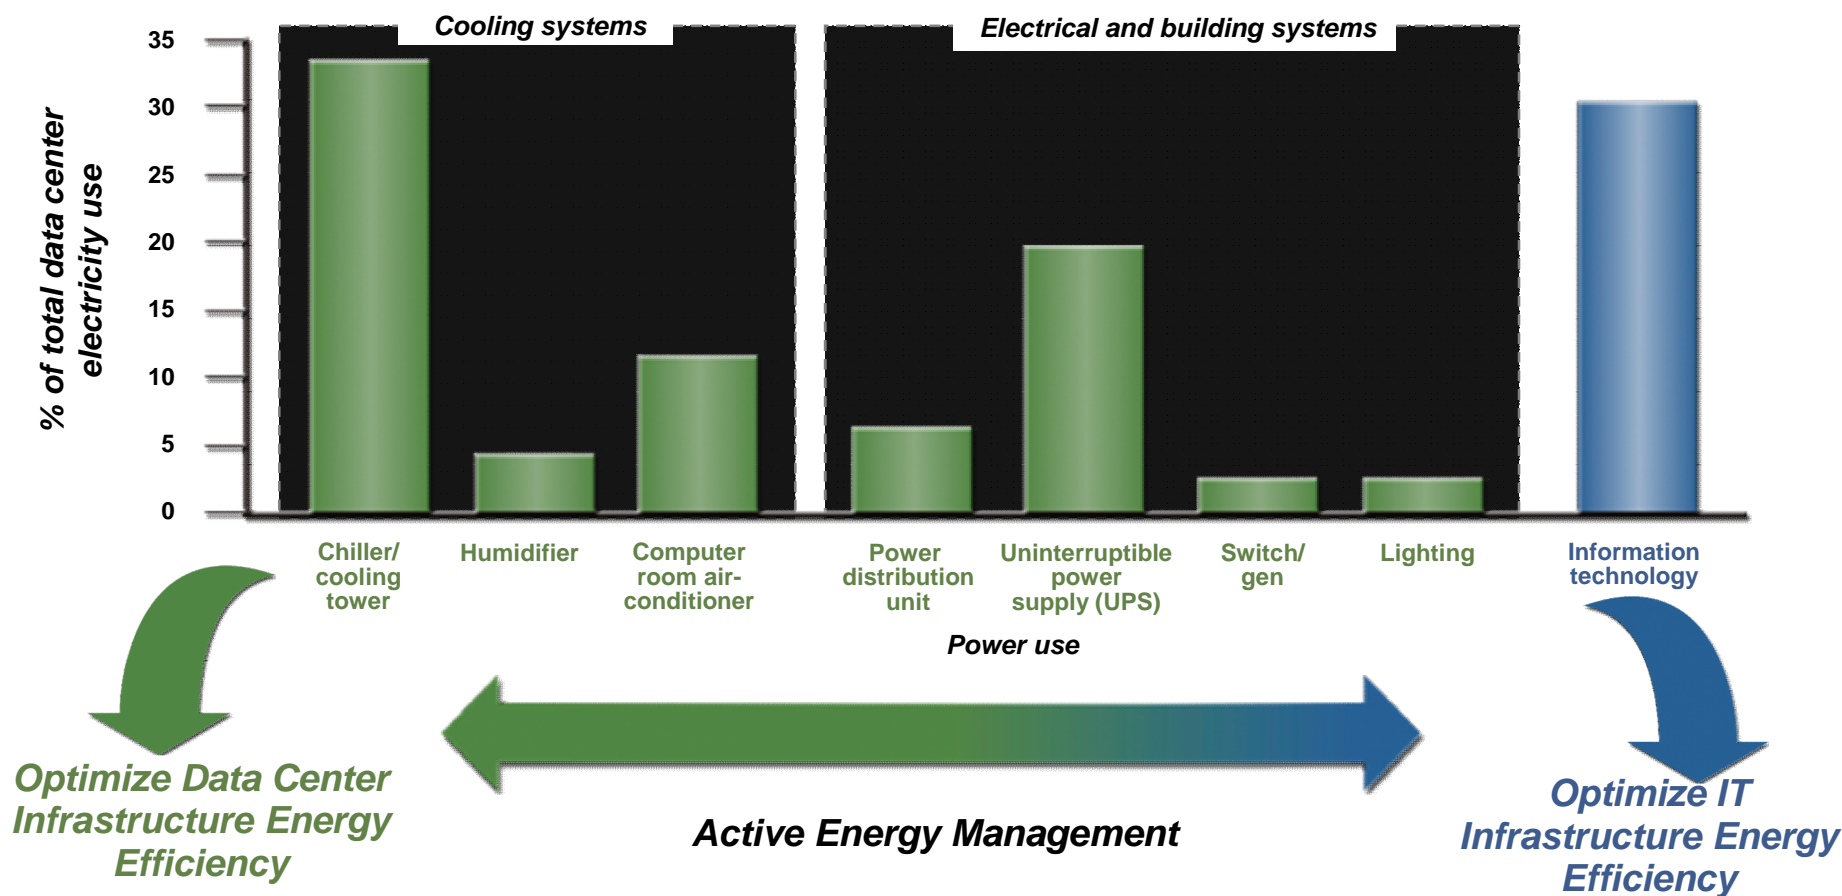 Cooling systems
Electrical and building systems
% of total data center
electricity use
35
30
25
20
15
10
5
0
Chiller/
cooling
tower
Humidifier
Computer
room air-
conditioner
Power
distribution
unit
Uninterruptible
power
supply (UPS)
Switch/
gen
Lighting
Information
technology
Power use
Optimize Data Center
Infrastructure Energy
Efficiency
Active Energy Management
Optimize IT
Infrastructure Energy
Efficiency